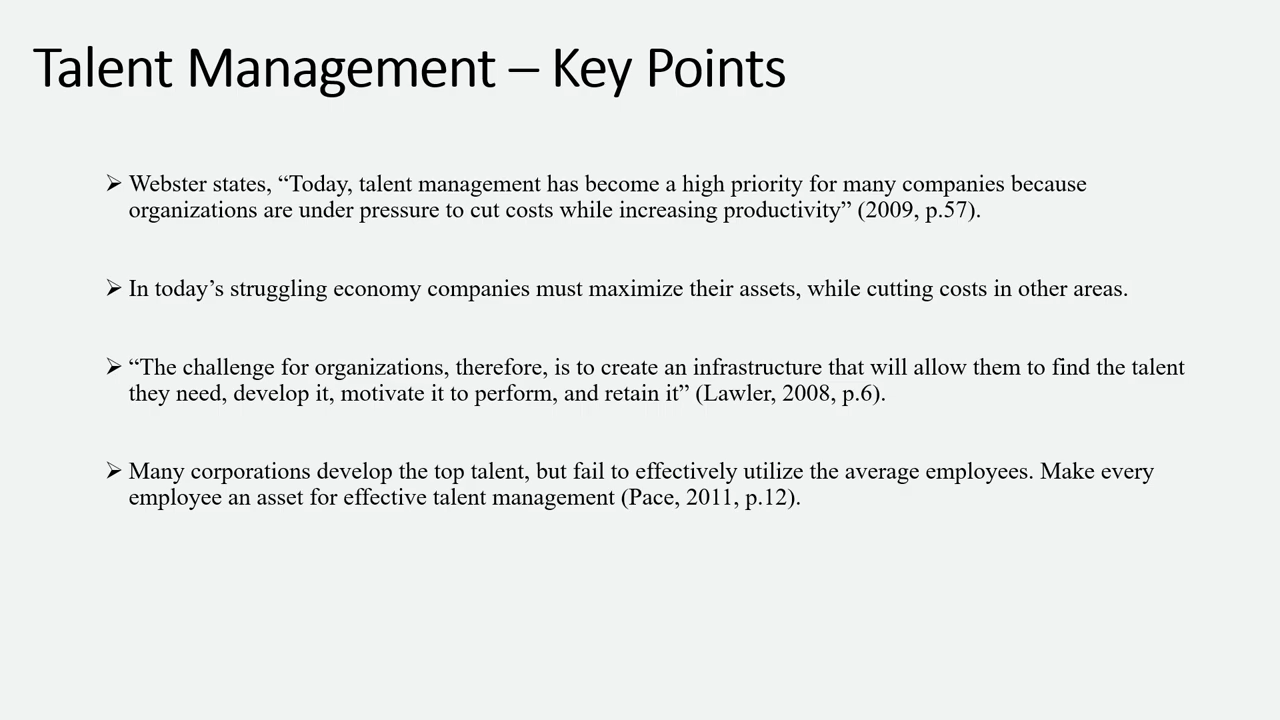 Talent Management – Key Points
➢ Webster states, “Today, talent management has become a high priority for many companies because
organizations are under pressure to cut costs while increasing productivity” (2009, p.57).
➢ In today’s struggling economy companies must maximize their assets, while cutting costs in other areas.
➢ “The challenge for organizations, therefore, is to create an infrastructure that will allow them to find the talent
they need, develop it, motivate it to perform, and retain it” (Lawler, 2008, p.6).
➢ Many corporations develop the top talent, but fail to effectively utilize the average employees. Make every
employee an asset for effective talent management (Pace, 2011, p.12).